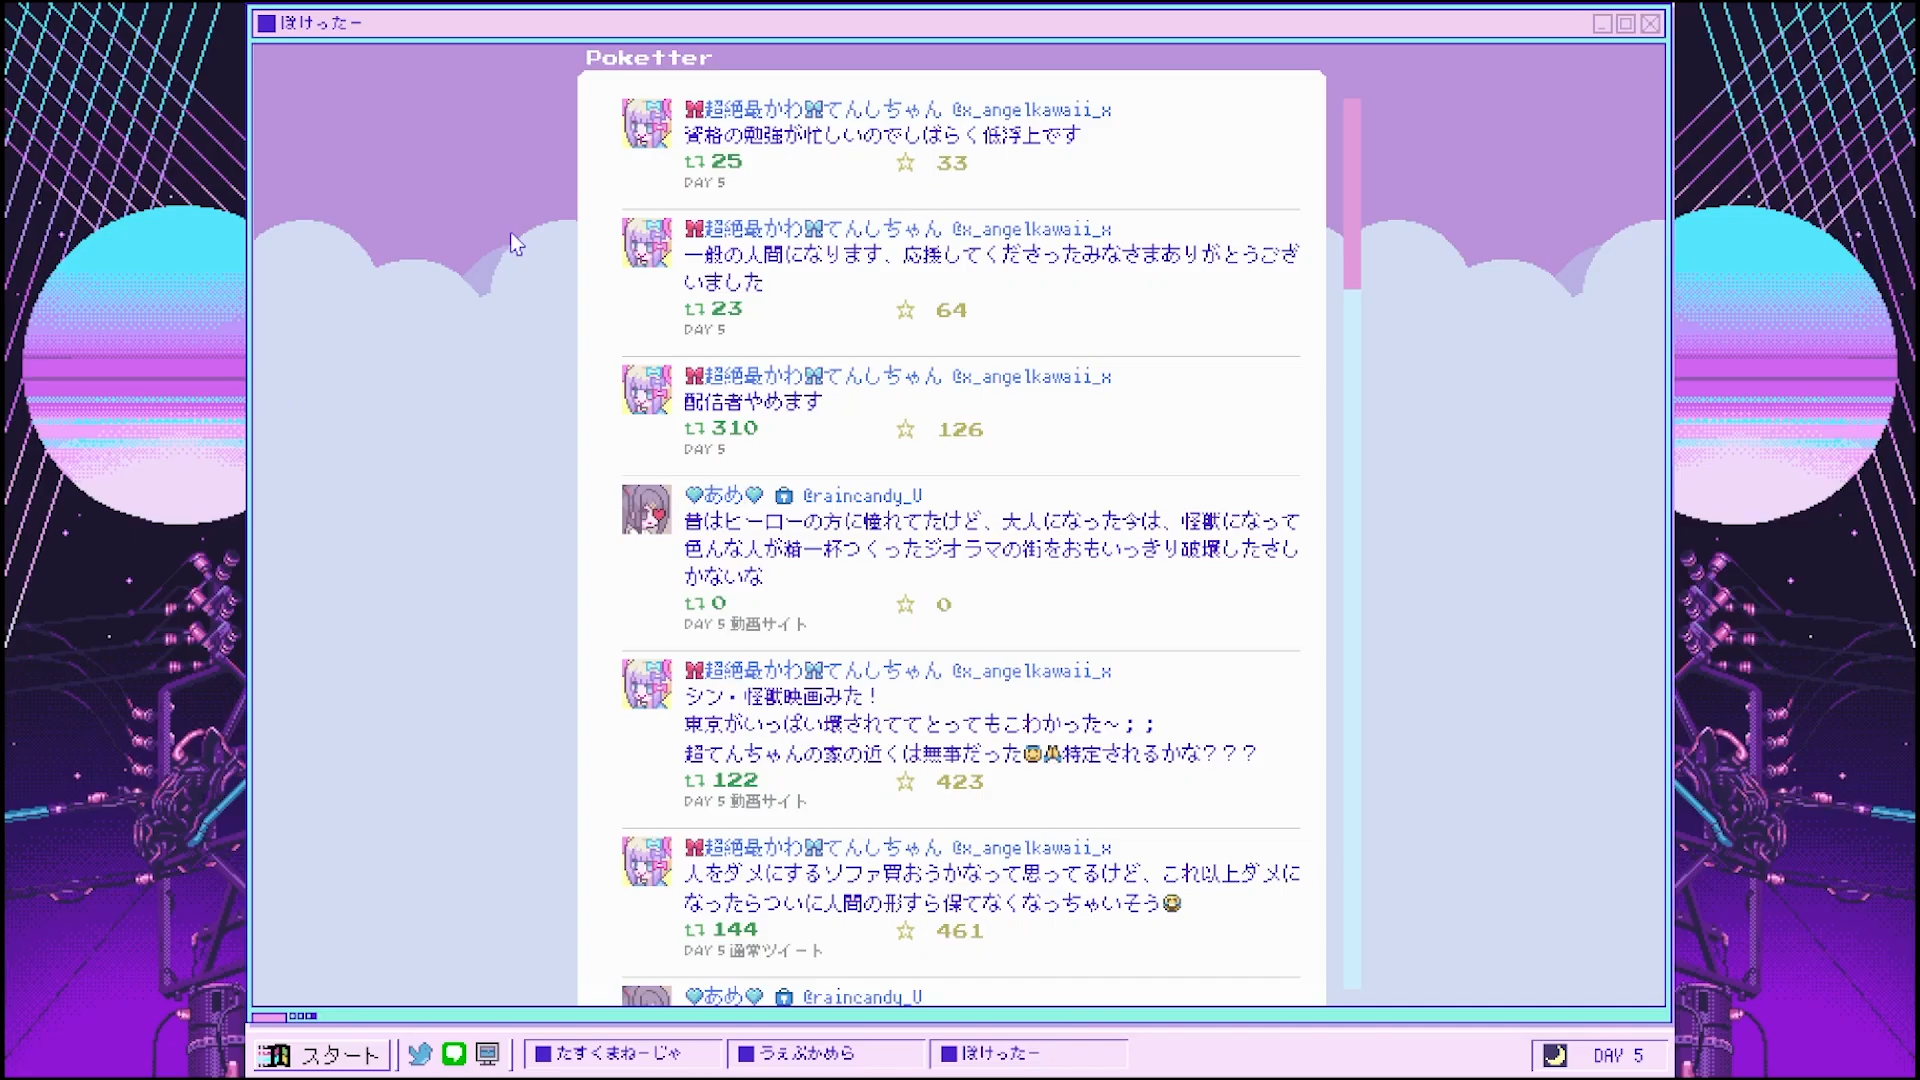 ぽけったー
Poketter
超絶最かわてんしちゃん @x_angelkawaii_x
資格の勉強が忙しいのでしばらく低浮上です
25 33
DAY 5
超絶最かわてんしちゃん @x_angelkawaii_x
一般の人間になります、応援してくださったみなさまありがとうござ
いました
23 64
DAY 5
超絶最かわてんしちゃん @x_angelkawaii_x
配信者やめます
310 126
DAY 5
あめ @raincandy_U
昔はヒーローの方に憧れてたけど、大人になった今は、怪獣になって
色んな人が精一杯つくったジオラマの街をおもいっきり破壊したさし
かないな
0 0
DAY 5 動画サイト
超絶最かわてんしちゃん @x_angelkawaii_x
シン・怪獣映画みた！
東京がいっぱい壊されててとってもこわかった～；；
超てんちゃんの家の近くは無事だった😇🙏特定されるかな？？？
122 423
DAY 5 動画サイト
超絶最かわてんしちゃん @x_angelkawaii_x
人をダメにするソファ買おうかなって思ってるけど、これ以上ダメに
なったらついに人間の形すら保てなくなっちゃいそう
144 461
DAY 5 通常ツイート
あめ @raincandy_U
スタート
たすくまねーじゃ
うぇぶかめら
ぽけったー
DAY 5